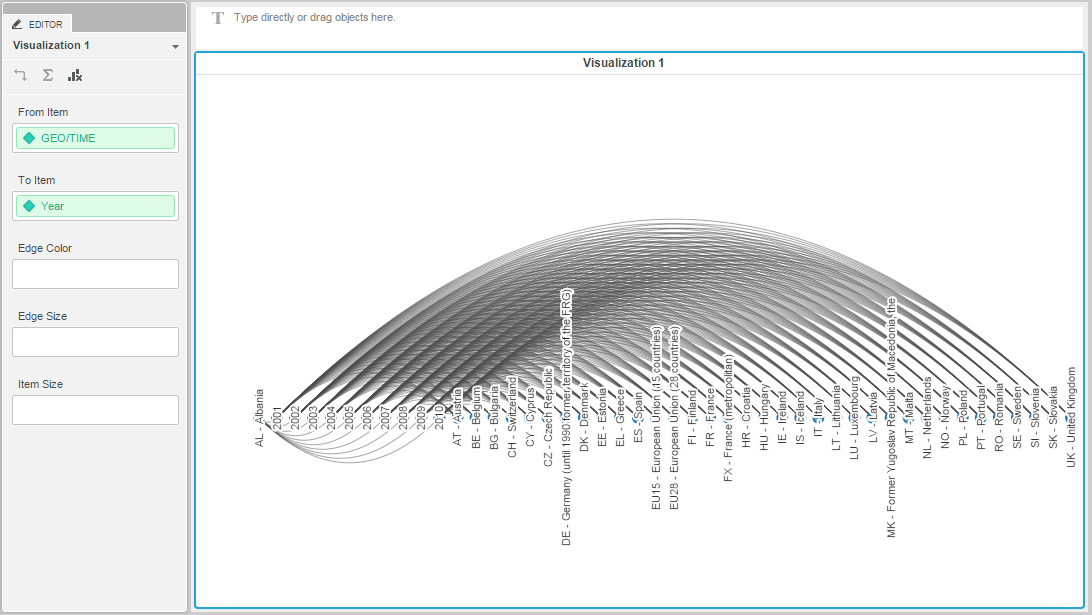 EDITOR
Visualization 1
From Item
GEO/TIME
To Item
Year
Edge Color
Edge Size
Item Size
T Type directly or drag objects here.
Visualization 1
AL - Albania
2001
2002
2003
2004
2005
2006
2007
2008
2009
2010
AT - Austria
BE - Belgium
BG - Bulgaria
CH - Switzerland
CY - Cyprus
CZ - Czech Republic
DE - Germany (until 1990 former territory of the FRG)
DK - Denmark
EE - Estonia
EL - Greece
ES - Spain
EU15 - European Union (15 countries)
EU28 - European Union (28 countries)
FI - Finland
FR - France
FX - France (metropolitan)
HR - Croatia
HU - Hungary
IE - Ireland
IS - Iceland
IT - Italy
LT - Lithuania
LU - Luxembourg
LV - Latvia
MK - Former Yugoslav Republic of Macedonia, the
MT - Malta
NL - Netherlands
NO - Norway
PL - Poland
PT - Portugal
RO - Romania
SE - Sweden
SI - Slovenia
SK - Slovakia
UK - United Kingdom